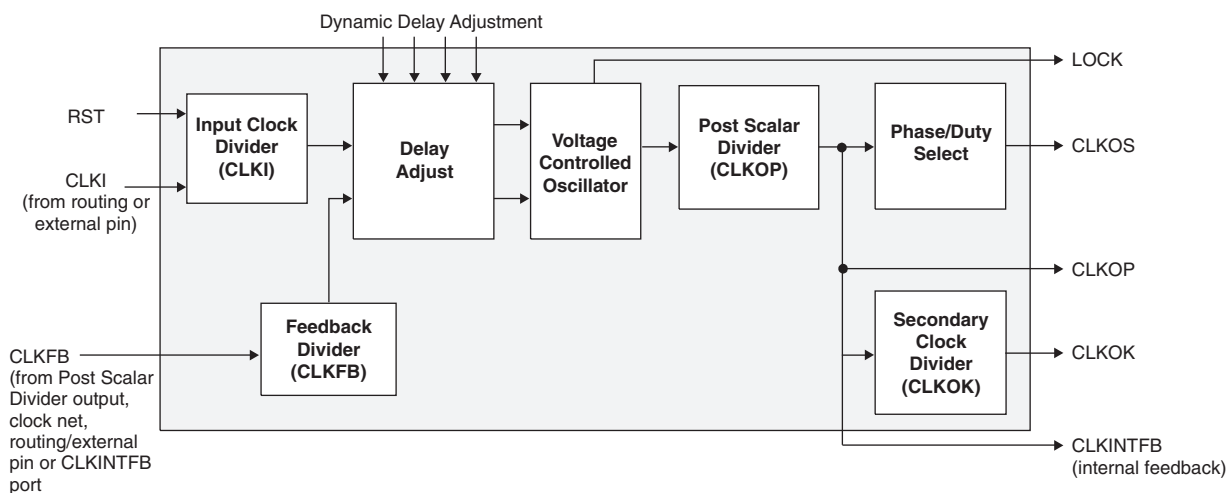 Dynamic Delay Adjustment
LOCK
RST
Input Clock
Divider
(CLKI)
Delay
Adjust
Voltage
Controlled
Oscillator
Post Scalar
Divider
(CLKOP)
Phase/Duty
Select
CLKOS
CLKI
(from routing or
external pin)
CLKOP
Feedback
Divider
(CLKFB)
Secondary
Clock
Divider
(CLKOK)
CLKOK
CLKFB
(from Post Scalar
Divider output,
clock net,
routing/external
pin or CLKINTFB
port
CLKINTFB
(internal feedback)